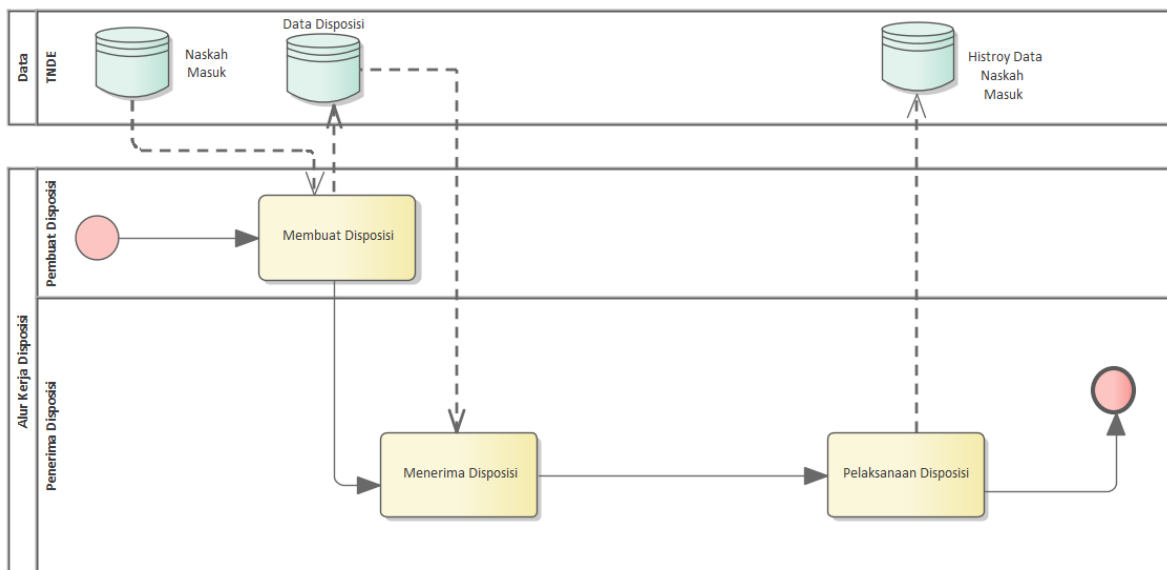 Data
TNDE
Naskah
Masuk
Data Disposisi
Histroy Data
Naskah
Masuk
Alur Kerja Disposisi
Pembuat Disposisi
Membuat Disposisi
Penerima Disposisi
Menerima Disposisi
Pelaksanaan Disposisi